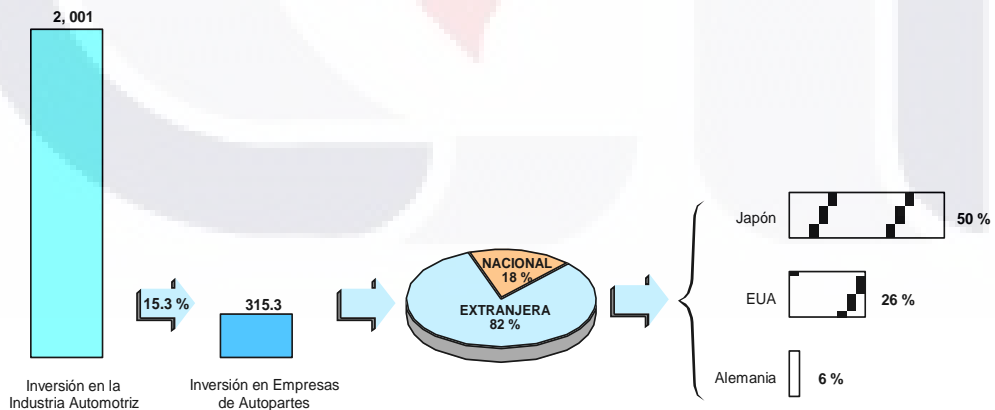 2, 001
15.3 %
315.3
Inversión en la
Industria Automotriz
Inversión en Empresas
de Autopartes
NACIONAL
18 %
EXTRANJERA
82 %
Japón
50 %
EUA
26 %
Alemania
6 %